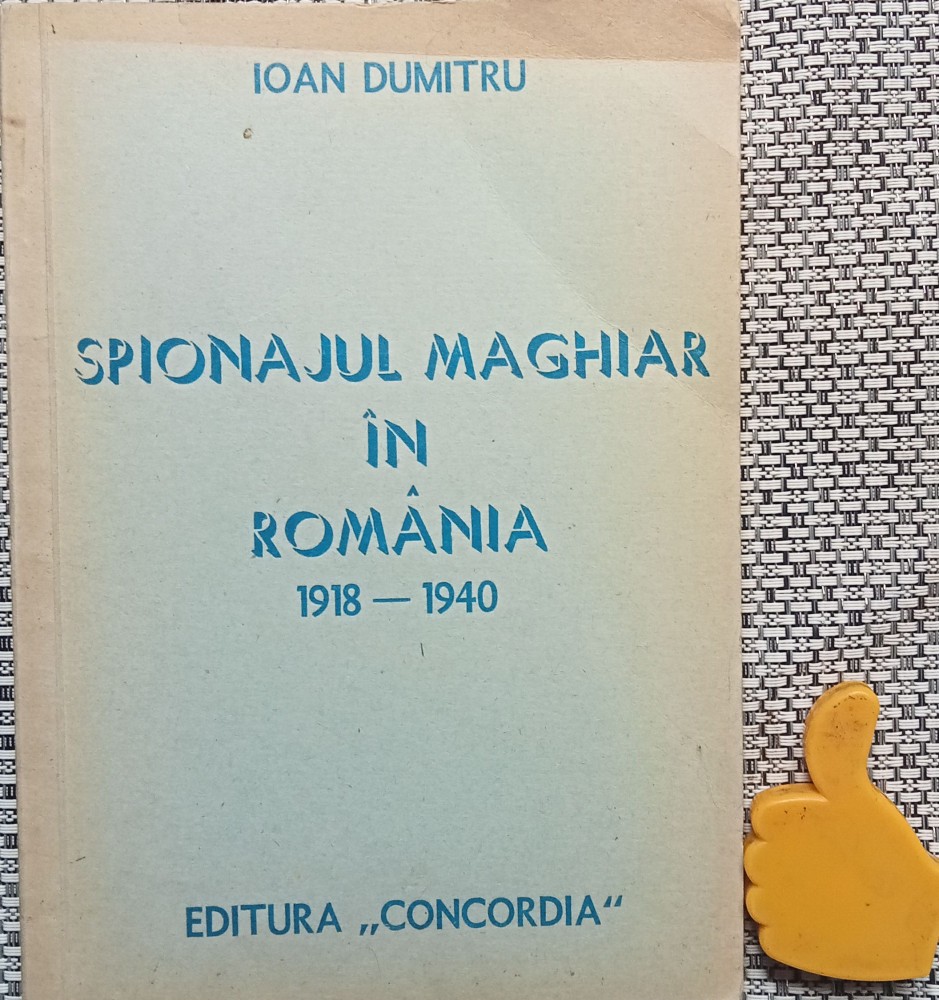 IOAN DUMITRU
SPIONAJUL MAGHIAR
ÎN
ROMÂNIA
1918 — 1940
EDITURA „CONCORDIA“